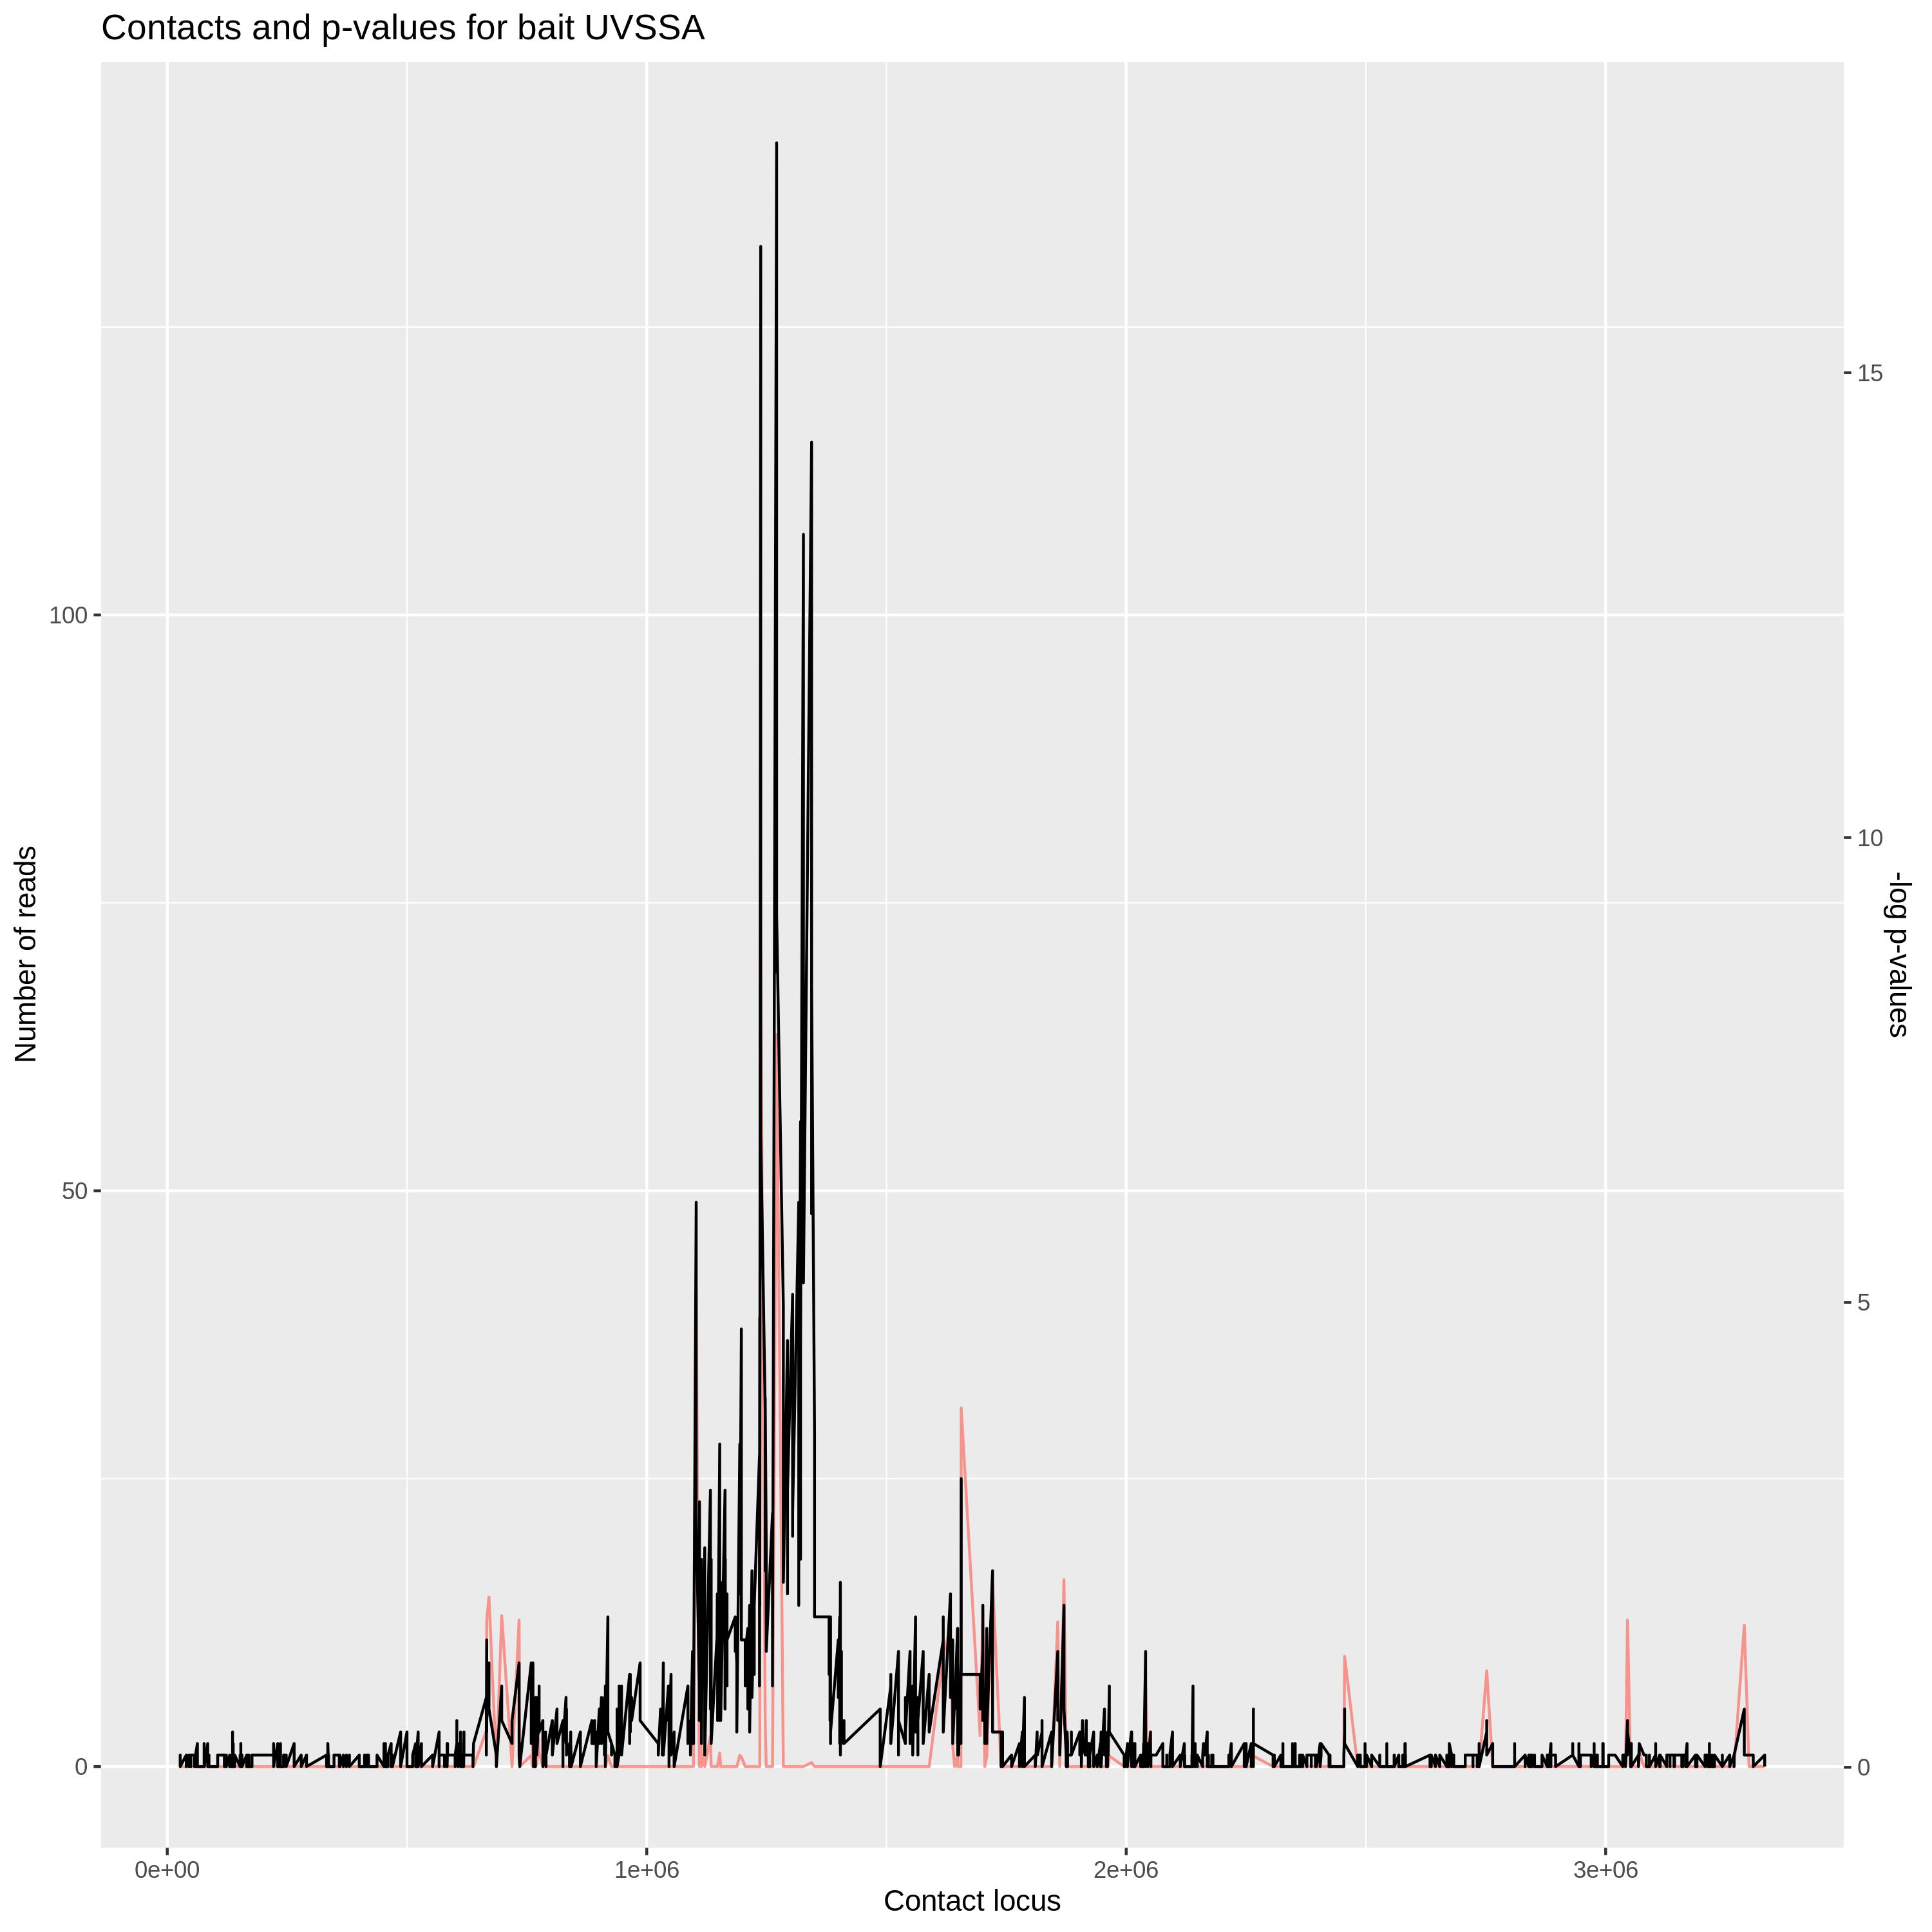 Contacts and p-values for bait UVSSA
Number of reads
100
50
0
15
10
5
0
-log p-values
0e+00
1e+06
2e+06
3e+06
Contact locus